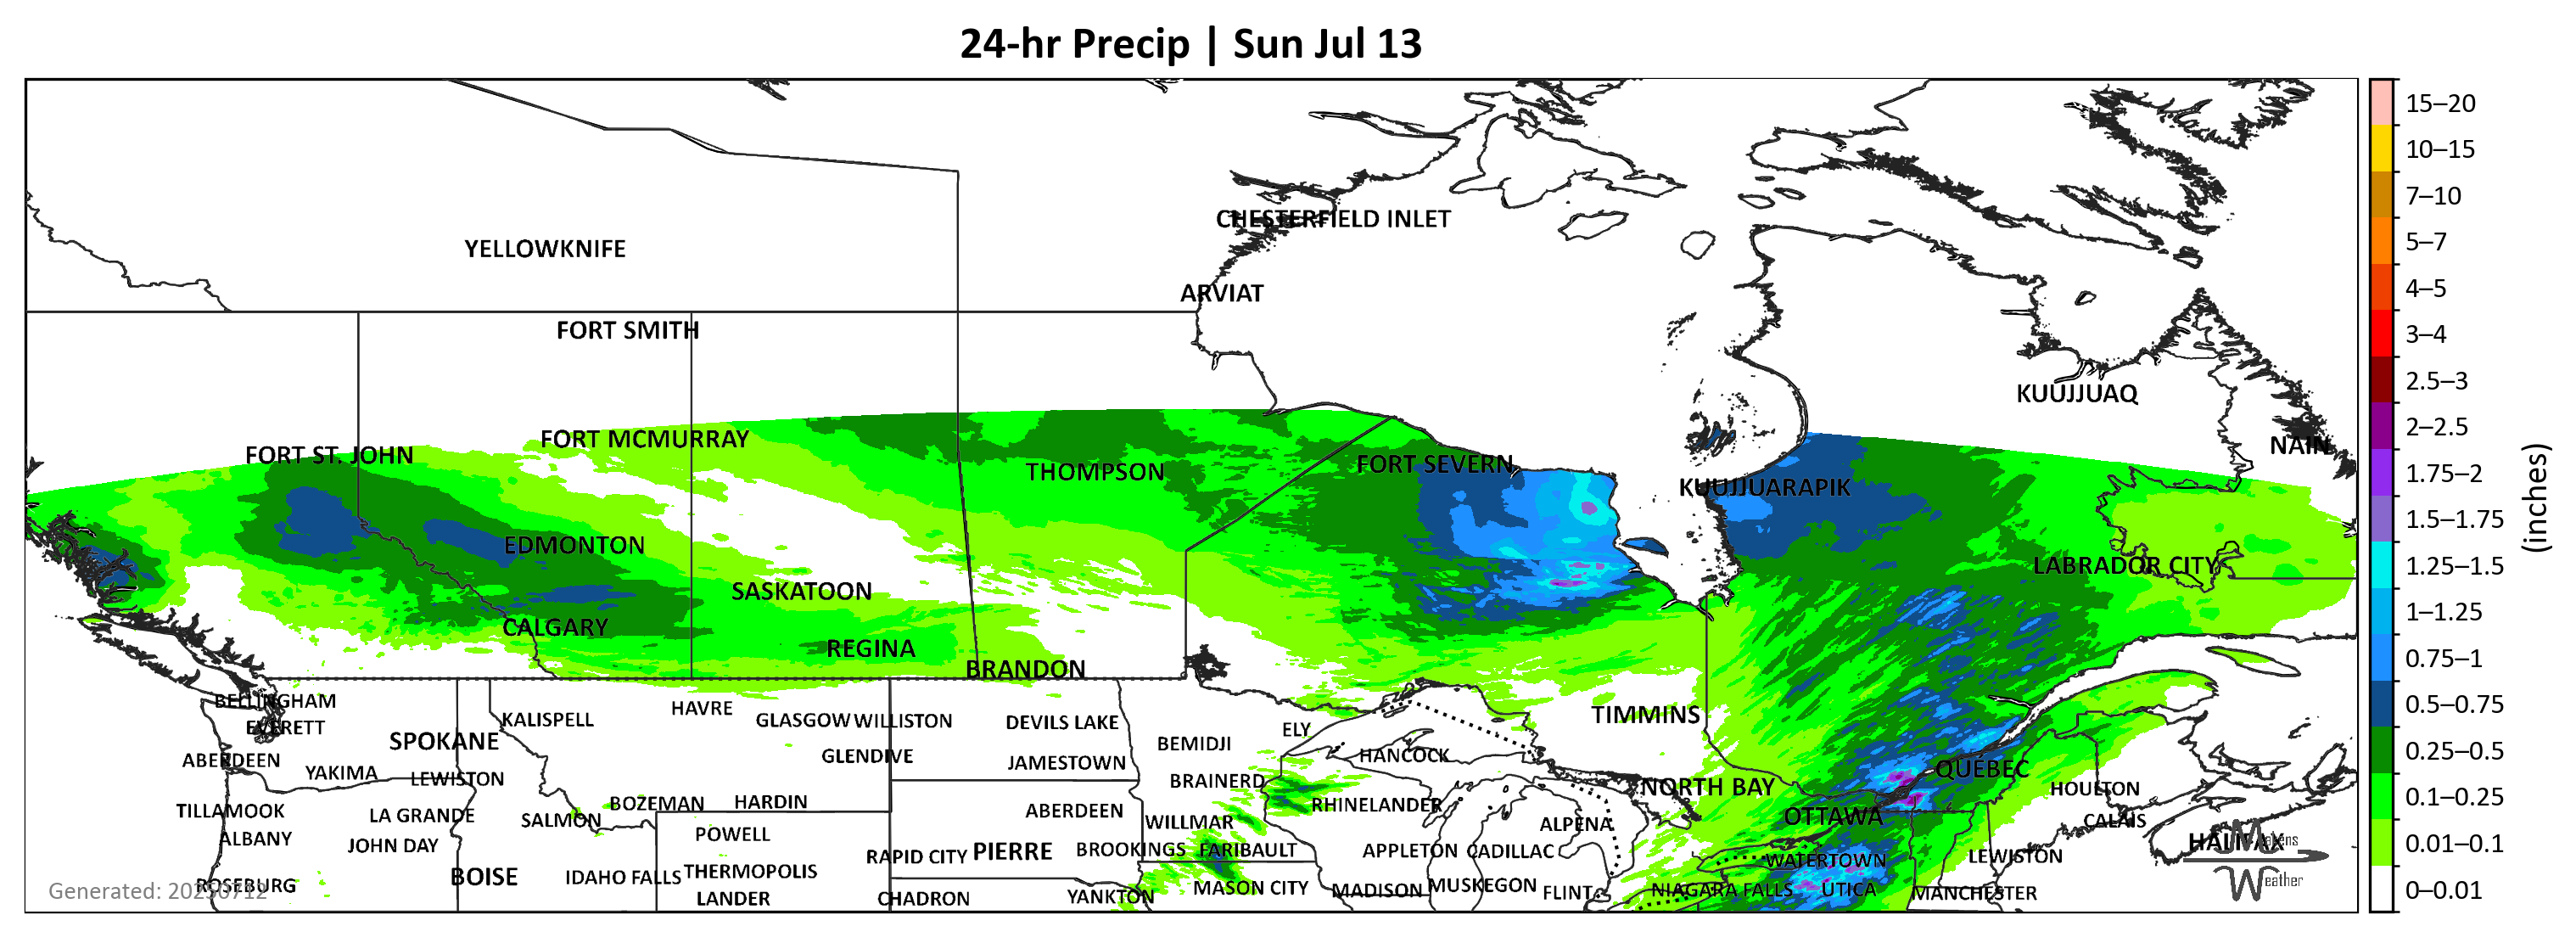 24-hr Precip | Sun Jul 13
CHESTERFIELD INLET
YELLOWKNIFE
ARVIAT
FORT SMITH
KUUJJUAQ
FORT ST. JOHN
FORT MCMURRAY
NAIN
THOMPSON
FORT SEVERN
KUUJJUARAPIK
EDMONTON
LABRADOR CITY
SASKATOON
CALGARY
REGINA
BRANDON
BELLINGHAM
EVERETT
KALISPELL
HAVRE
GLASGOW WILLISTON
DEVILS LAKE
TIMMINS
ELY
SPOKANE
BEMIDJI
ABERDEEN
GLENDIVE
JAMESTOWN
HANCOCK
QUÉBEC
YAKIMA
LEWISTON
BRAINERD
NORTH BAY
HOULTON
BOZEMAN
HARDIN
RHINELANDER
TILLAMOOK
LA GRANDE
SALMON
ABERDEEN
WILLMAR
ALPENA
OTTAWA
CALAIS
ALBANY
JOHN DAY
POWELL
HALIFAX
Makens
Weather
RAPID CITY
PIERRE
BROOKINGS
FARIBAULT
APPLETON
CADILLAC
WATERTOWN
LEWISTON
BOISE
IDAHO FALLS
THERMOPOLIS
ROSEBURG
Generated: 20250712
LANDER
CHADRON
YANKTON
MASON CITY
MADISON
MUSKEGON
FLINT
NIAGARA FALLS
UTICA
MANCHESTER
15–20
10–15
7–10
5–7
4–5
3–4
2.5–3
2–2.5
1.75–2
1.5–1.75
1.25–1.5
1–1.25
0.75–1
0.5–0.75
0.25–0.5
0.1–0.25
0.01–0.1
0–0.01
(inches)